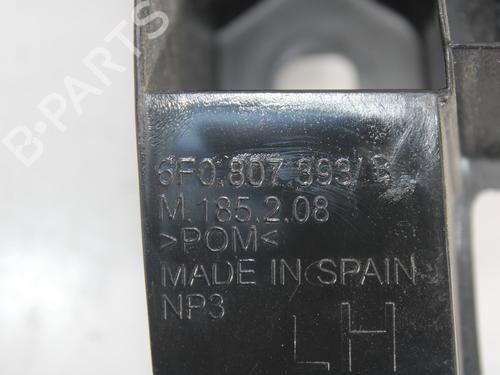 6F0.807.393/B
M.185.2.08
>POM<
MADE IN SPAIN
NP3
LH
B-PARTS